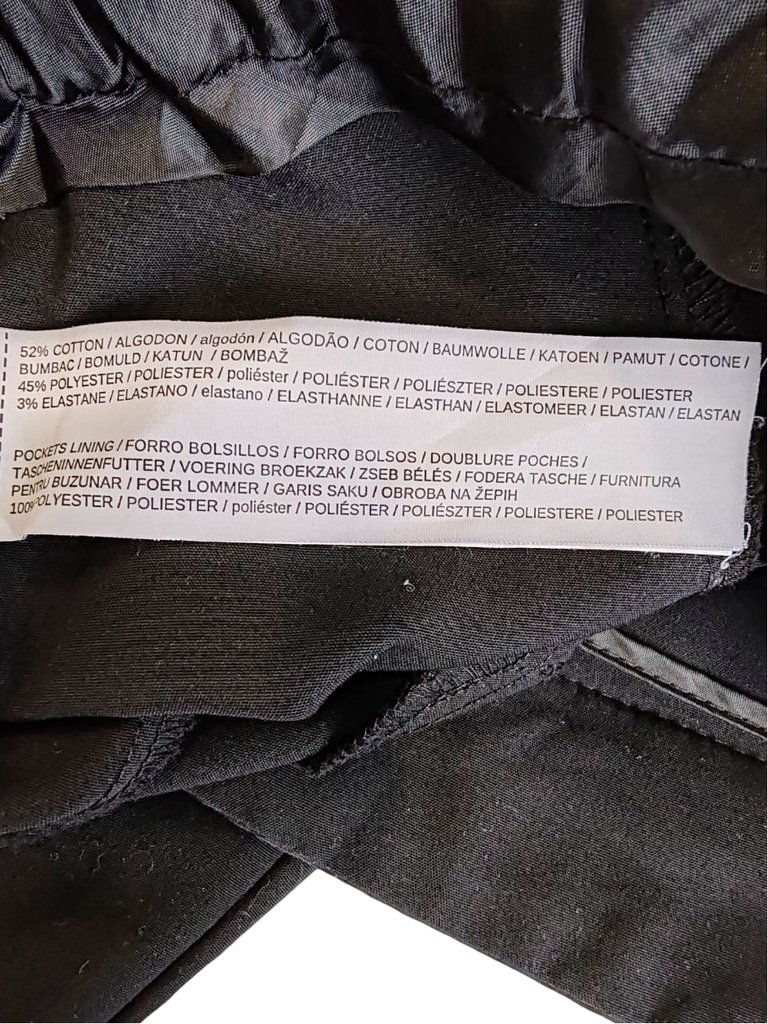 52% COTTON / ALGODON / algodón / ALGODÃO / COTON / BAUMWOLLE / KATOEN / PAMUT / COTONE /
BUMBAC / BOMULD / KATUN / BOMBAŽ
45% POLYESTER / POLIESTER / poliéster / POLIÉSTER / POLIÉSZTER / POLIESTERE / POLIESTER
3% ELASTANE / ELASTANO / elastano / ELASTHANNE / ELASTHAN / ELASTOMEER / ELASTAN / ELASTAN
POCKETS LINING / FORRO BOLSILLOS / FORRO BOLSOS / DOUBLURE POCHES /
TASCHENINNENFUTTER / VOERING BROEKZAK / ZSEB BÉLÉS / FODERA TASCHE / FURNITURA
PENTRU BUZUNAR / FOER LOMMER / GARIS SAKU / OBROBA NA ŽEPIH
100% POLYESTER / POLIESTER / poliéster / POLIÉSTER / POLIÉSZTER / POLIESTERE / POLIESTER